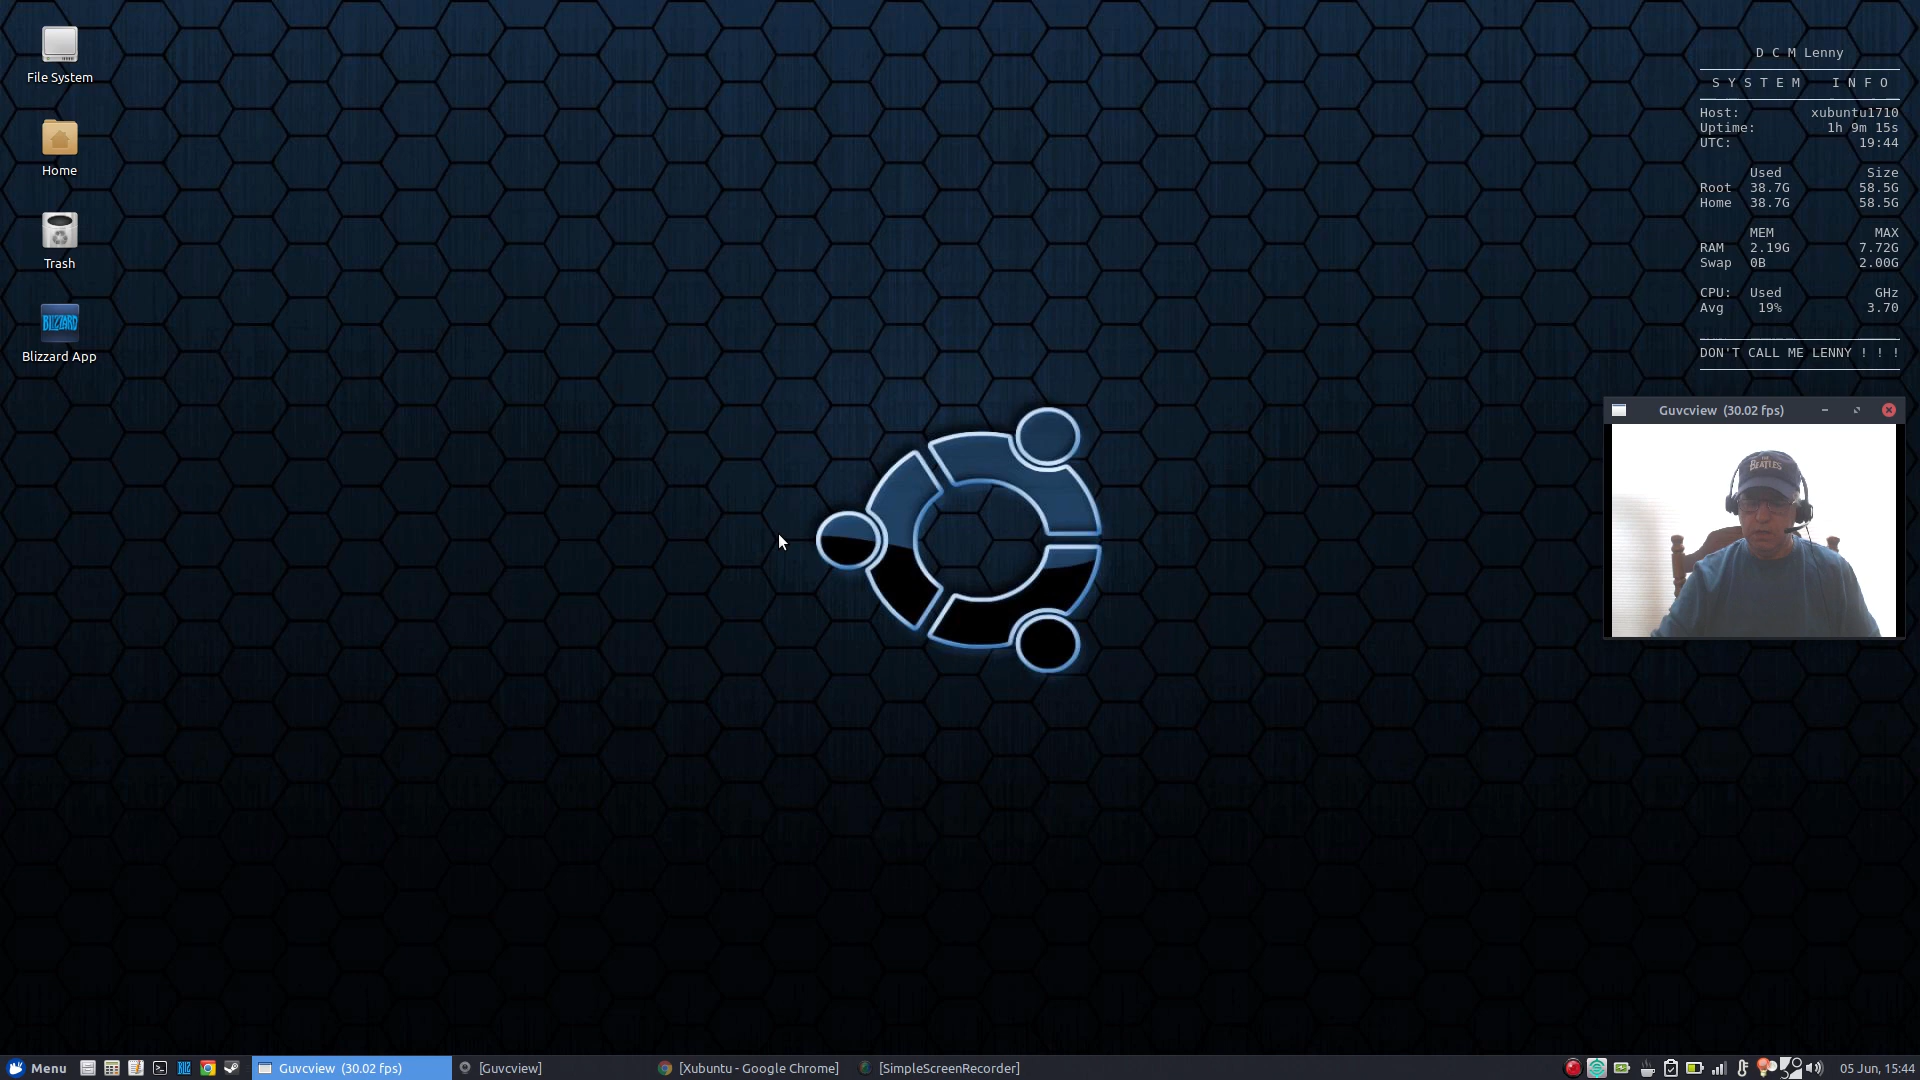 File System
Home
Trash
BLIZZARD
Blizzard App
D C M Lenny
S Y S T E M   I N F O
Host: xubuntu1710
Uptime: 1h 9m 15s
UTC: 19:44
Used Size
Root 38.7G 58.5G
Home 38.7G 58.5G
MEM MAX
RAM 2.19G 7.72G
Swap 0B 2.00G
CPU: Used GHz
Avg 19% 3.70
DON'T CALL ME LENNY ! ! !
Guvcview (30.02 fps)
THE
BEATLES
Menu
Guvcview (30.02 fps)
[Guvcview]
[Xubuntu - Google Chrome]
[SimpleScreenRecorder]
05 Jun, 15:44